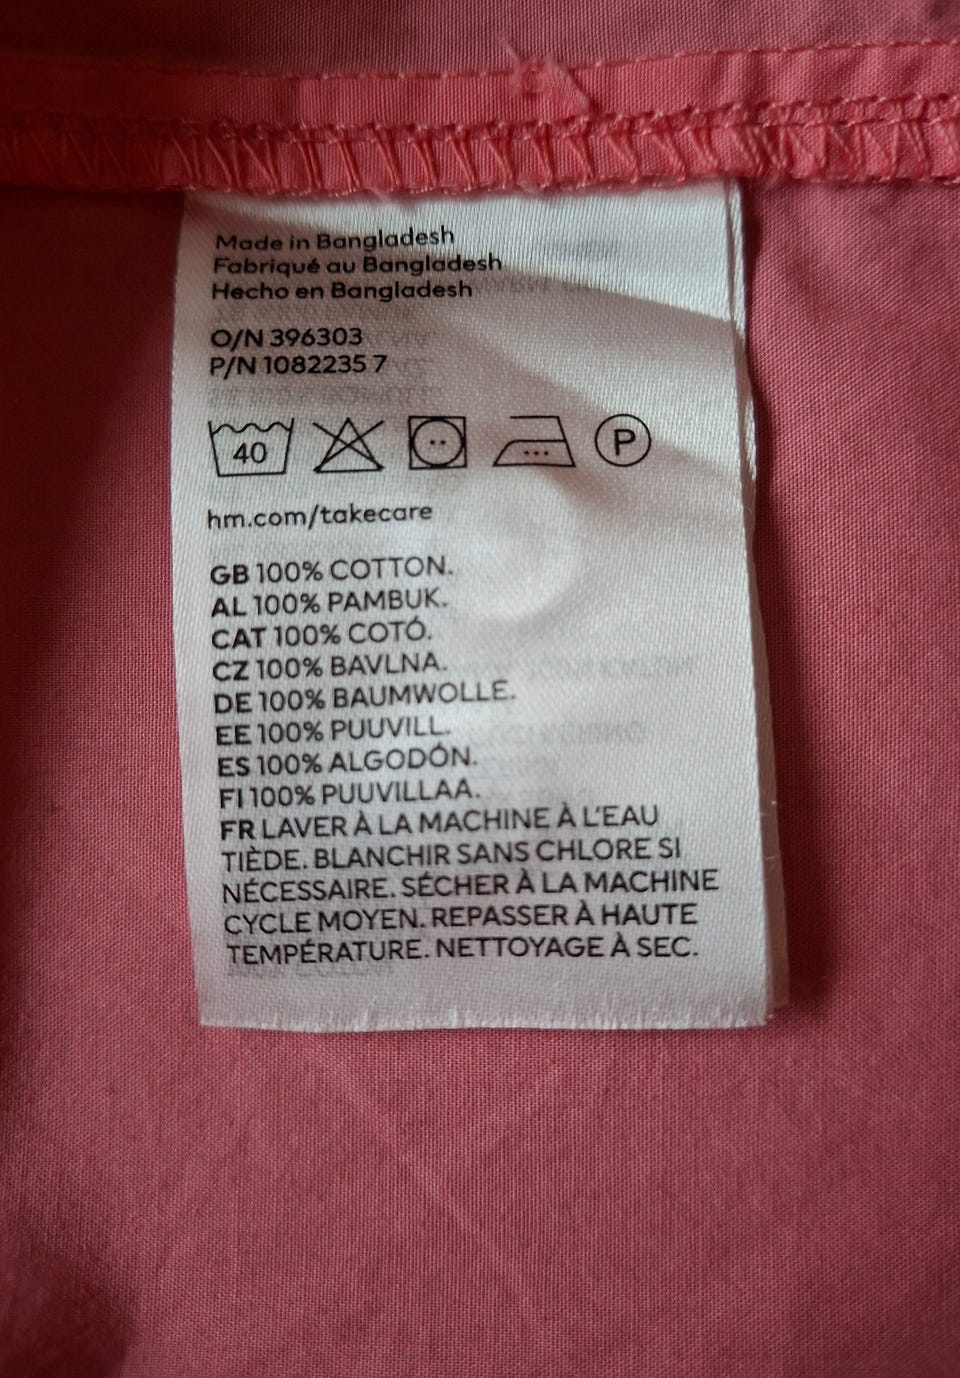 Made in Bangladesh
Fabriqué au Bangladesh
Hecho en Bangladesh
O/N 396303
P/N 1082235 7
40 P
hm.com/takecare
GB 100% COTTON.
AL 100% PAMBUK.
CAT 100% COTÓ.
CZ 100% BAVLNA.
DE 100% BAUMWOLLE.
EE 100% PUUVILL.
ES 100% ALGODÓN.
FI 100% PUUVILLAA.
FR LAVER À LA MACHINE À L'EAU
TIÈDE. BLANCHIR SANS CHLORE SI
NÉCESSAIRE. SÉCHER À LA MACHINE
CYCLE MOYEN. REPASSER À HAUTE
TEMPÉRATURE. NETTOYAGE À SEC.